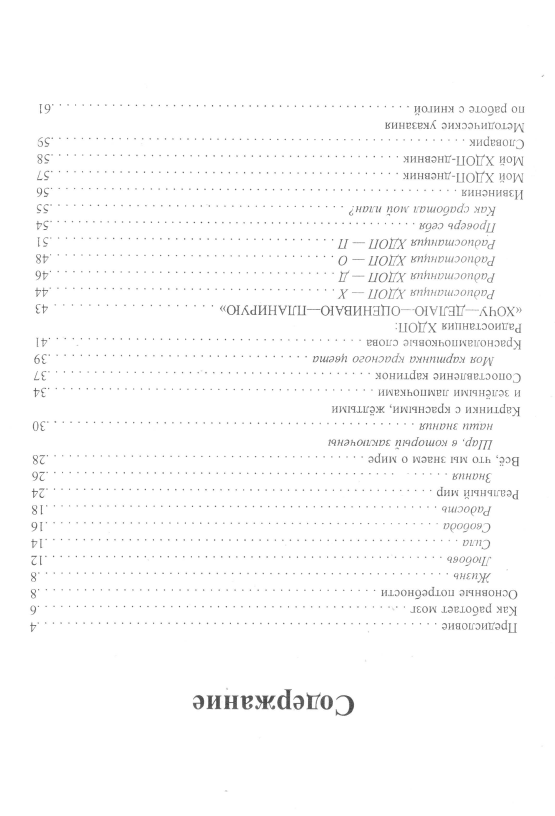 Содержание
Предисловие . . . . . . . . . . . . . . . . . . . . . . . . . . . . . .4
Как работает мозг . . . . . . . . . . . . . . . . . . . . . . . . . .6
Основные потребности . . . . . . . . . . . . . . . . . . . . . .8
Жизнь . . . . . . . . . . . . . . . . . . . . . . . . . . . . . . . . .8
Любовь . . . . . . . . . . . . . . . . . . . . . . . . . . . . . . . .12
Сила . . . . . . . . . . . . . . . . . . . . . . . . . . . . . . . . . .14
Свобода . . . . . . . . . . . . . . . . . . . . . . . . . . . . . . .16
Радость . . . . . . . . . . . . . . . . . . . . . . . . . . . . . . .18
Реальный мир . . . . . . . . . . . . . . . . . . . . . . . . . . . .24
Знания . . . . . . . . . . . . . . . . . . . . . . . . . . . . . . . .26
Всё, что мы знаем о мире . . . . . . . . . . . . . . . . . . .28
Шар, в который заключены
наши знания . . . . . . . . . . . . . . . . . . . . . . . . . . . .30
Картинки с красными, жёлтыми
и зелёными лампочками . . . . . . . . . . . . . . . . . . . .34
Сопоставление картинок . . . . . . . . . . . . . . . . . . . .37
Моя картинка красного цвета . . . . . . . . . . . . . . .39
Краснолампочковые слова . . . . . . . . . . . . . . . . . . .41
Радиостанция ХДОП:
«ХОЧУ—ДЕЛАЮ—ОЦЕНИВАЮ—ПЛАНИРУЮ» . . . . . . . . .43
Радиостанция ХДОП — Х . . . . . . . . . . . . . . . . . . .44
Радиостанция ХДОП — Д . . . . . . . . . . . . . . . . . . .46
Радиостанция ХДОП — О . . . . . . . . . . . . . . . . . . .48
Радиостанция ХДОП — П . . . . . . . . . . . . . . . . . . .51
Проверь себя . . . . . . . . . . . . . . . . . . . . . . . . . . . .54
Как сработал мой план? . . . . . . . . . . . . . . . . . . .55
Извинения . . . . . . . . . . . . . . . . . . . . . . . . . . . . . . .56
Мой ХДОП-дневник . . . . . . . . . . . . . . . . . . . . . . . .57
Мой ХДОП-дневник . . . . . . . . . . . . . . . . . . . . . . . .58
Словарик . . . . . . . . . . . . . . . . . . . . . . . . . . . . . . . .59
Методические указания
по работе с книгой . . . . . . . . . . . . . . . . . . . . . . . . .61